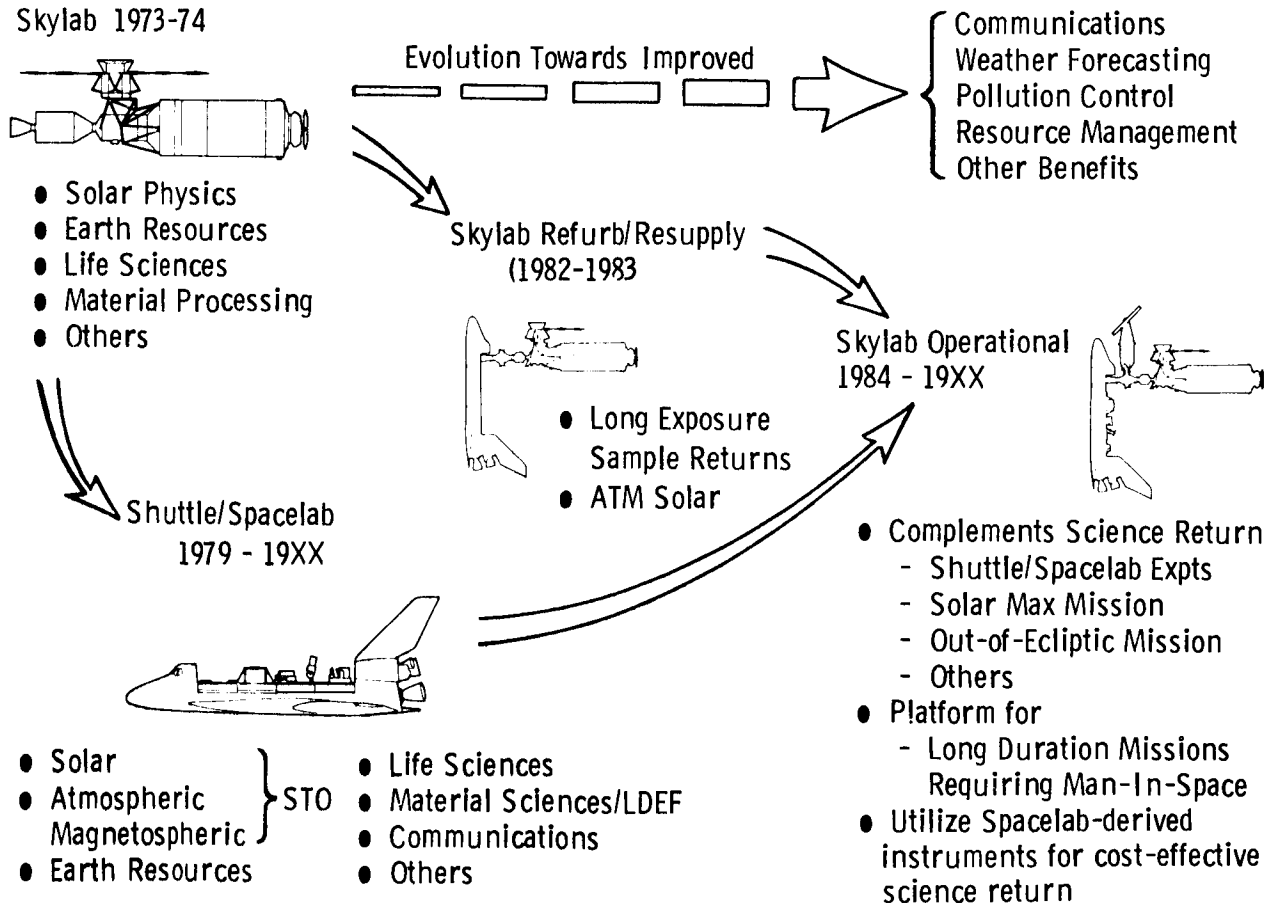 Skylab 1973-74
Evolution Towards Improved
Communications
Weather Forecasting
Pollution Control
Resource Management
Other Benefits
● Solar Physics
● Earth Resources
● Life Sciences
● Material Processing
● Others
Skylab Refurb/Resupply
(1982-1983
● Long Exposure
Sample Returns
● ATM Solar
Skylab Operational
1984 - 19XX
Shuttle/Spacelab
1979 - 19XX
● Solar
● Atmospheric
Magnetospheric
STO
● Earth Resources
● Life Sciences
● Material Sciences/LDEF
● Communications
● Others
● Complements Science Return
- Shuttle/Spacelab Expts
- Solar Max Mission
- Out-of-Ecliptic Mission
- Others
● Platform for
- Long Duration Missions
Requiring Man-In-Space
● Utilize Spacelab-derived
instruments for cost-effective
science return